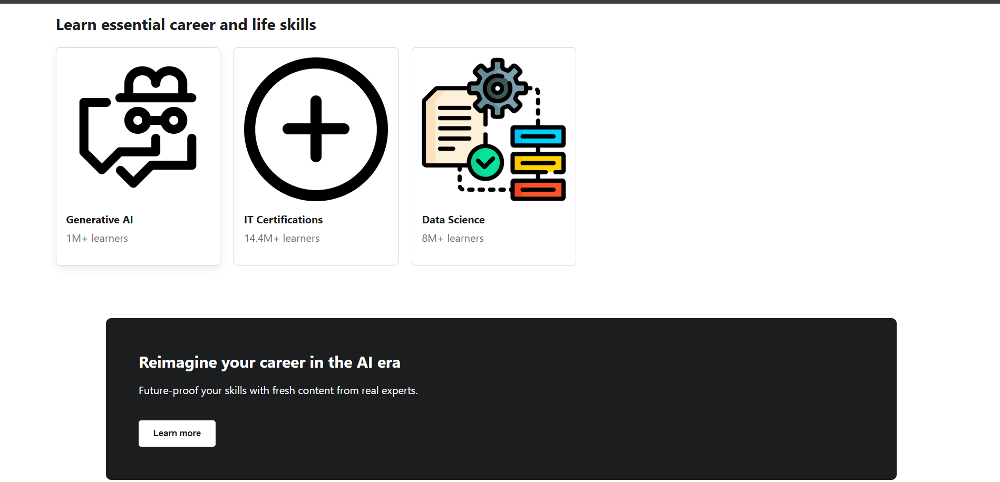 Learn essential career and life skills
Generative AI
1M+ learners
IT Certifications
14.4M+ learners
Data Science
8M+ learners
Reimagine your career in the AI era
Future-proof your skills with fresh content from real experts.
Learn more